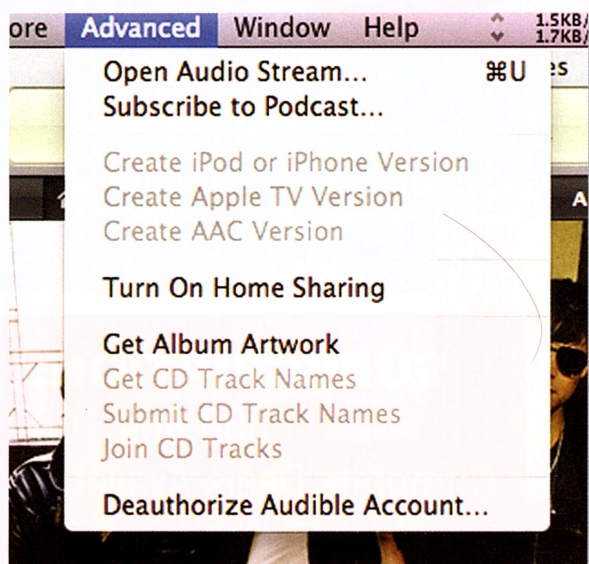 ore Advanced Window Help 1.5KB/
1.7KB/
Open Audio Stream... ⌘U
Subscribe to Podcast...
Create iPod or iPhone Version
Create Apple TV Version
Create AAC Version
Turn On Home Sharing
Get Album Artwork
Get CD Track Names
Submit CD Track Names
Join CD Tracks
Deauthorize Audible Account...